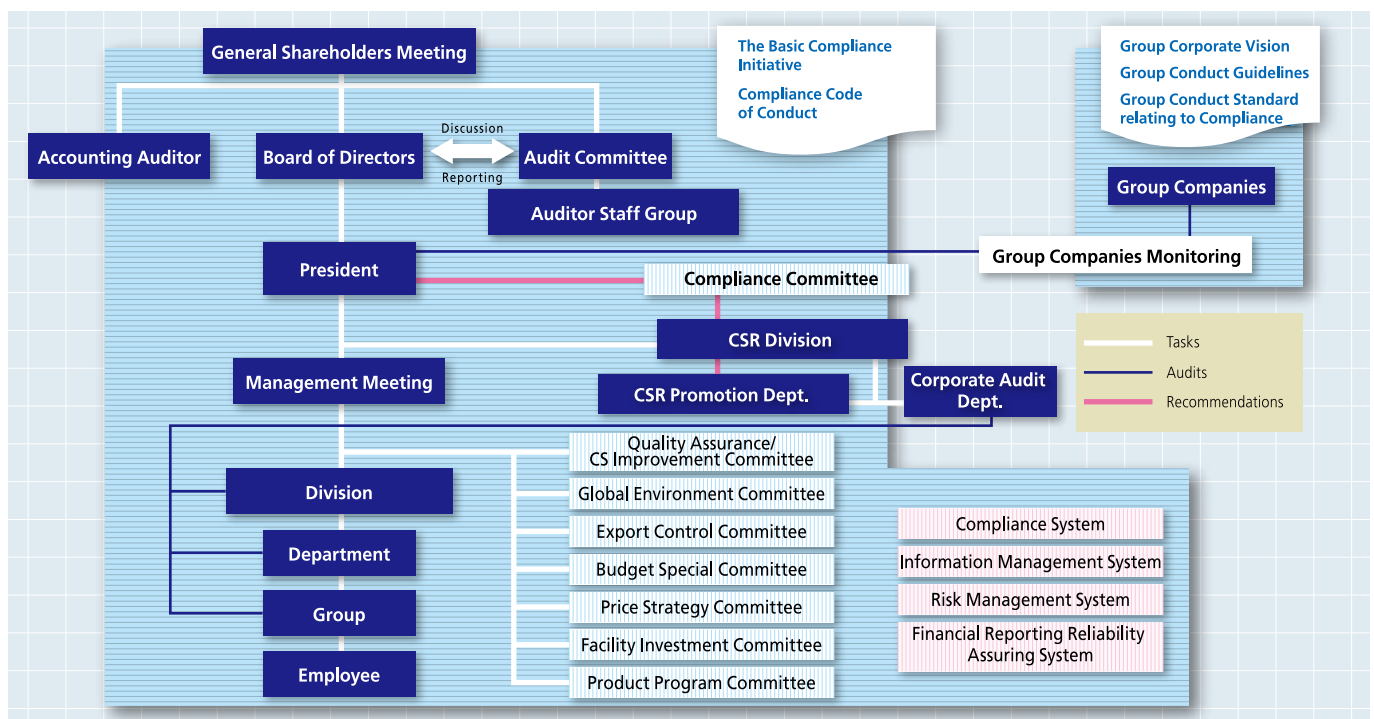 General Shareholders Meeting
The Basic Compliance
Initiative
Compliance Code
of Conduct
Group Corporate Vision
Group Conduct Guidelines
Group Conduct Standard
relating to Compliance
Accounting Auditor
Board of Directors
Discussion
Reporting
Audit Committee
Auditor Staff Group
Group Companies
Group Companies Monitoring
President
Compliance Committee
CSR Division
Management Meeting
CSR Promotion Dept.
Corporate Audit
Dept.
Tasks
Audits
Recommendations
Quality Assurance/
CS Improvement Committee
Division
Global Environment Committee
Export Control Committee
Department
Budget Special Committee
Group
Price Strategy Committee
Facility Investment Committee
Employee
Product Program Committee
Compliance System
Information Management System
Risk Management System
Financial Reporting Reliability
Assuring System